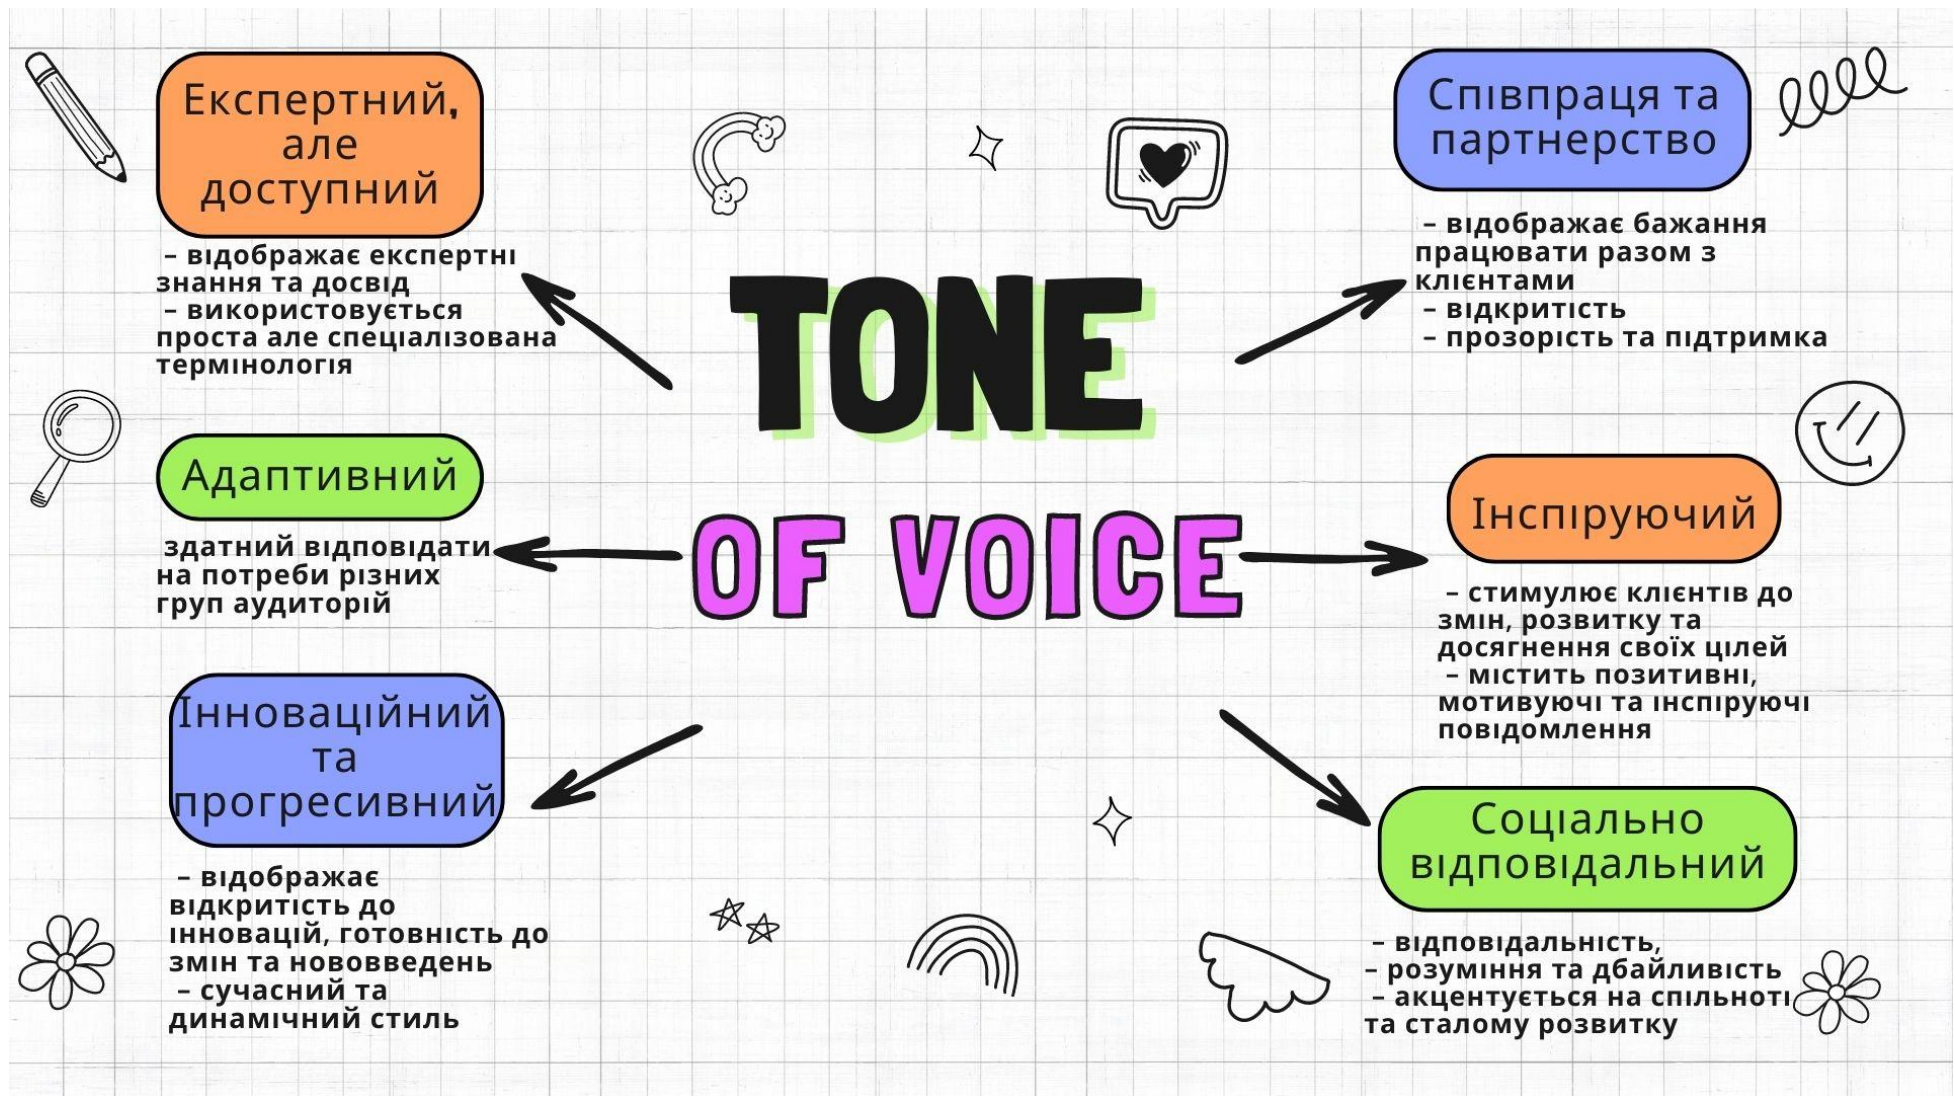 Експертний,
але
доступний
– відображає експертні
знання та досвід
– використовується
проста але спеціалізована
термінологія
Адаптивний
здатний відповідати
на потреби різних
груп аудиторій
Інноваційний
та
прогресивний
– відображає
відкритість до
інновацій, готовність до
змін та нововведень
– сучасний та
динамічний стиль
TONE
OF VOICE
Співпраця та
партнерство
– відображає бажання
працювати разом з
клієнтами
– відкритість
– прозорість та підтримка
Інспіруючий
– стимулює клієнтів до
змін, розвитку та
досягнення своїх цілей
– містить позитивні,
мотивуючі та інспіруючі
повідомлення
Соціально
відповідальний
– відповідальність,
– розуміння та дбайливість
– акцентується на спільноті
та сталому розвитку